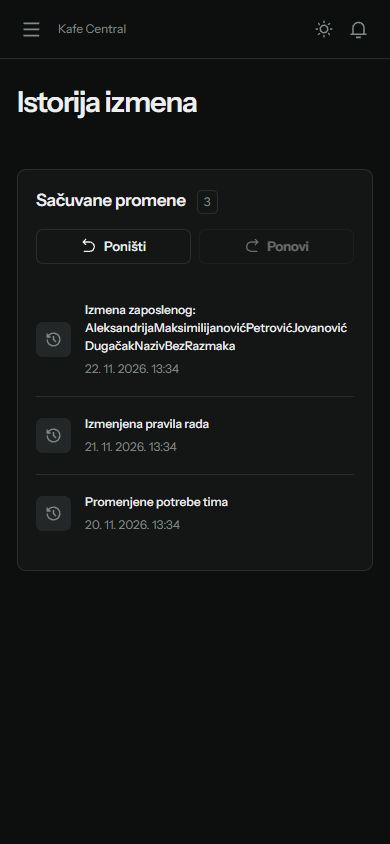 Kafe Central
Istorija izmena
Sačuvane promene 3
Poništi
Ponovi
Izmena zaposlenog:
AleksandrijaMaksimilijanovićPetrovićJovanović
DugačakNazivBezRazmaka
22. 11. 2026. 13:34
Izmenjena pravila rada
21. 11. 2026. 13:34
Promenjene potrebe tima
20. 11. 2026. 13:34